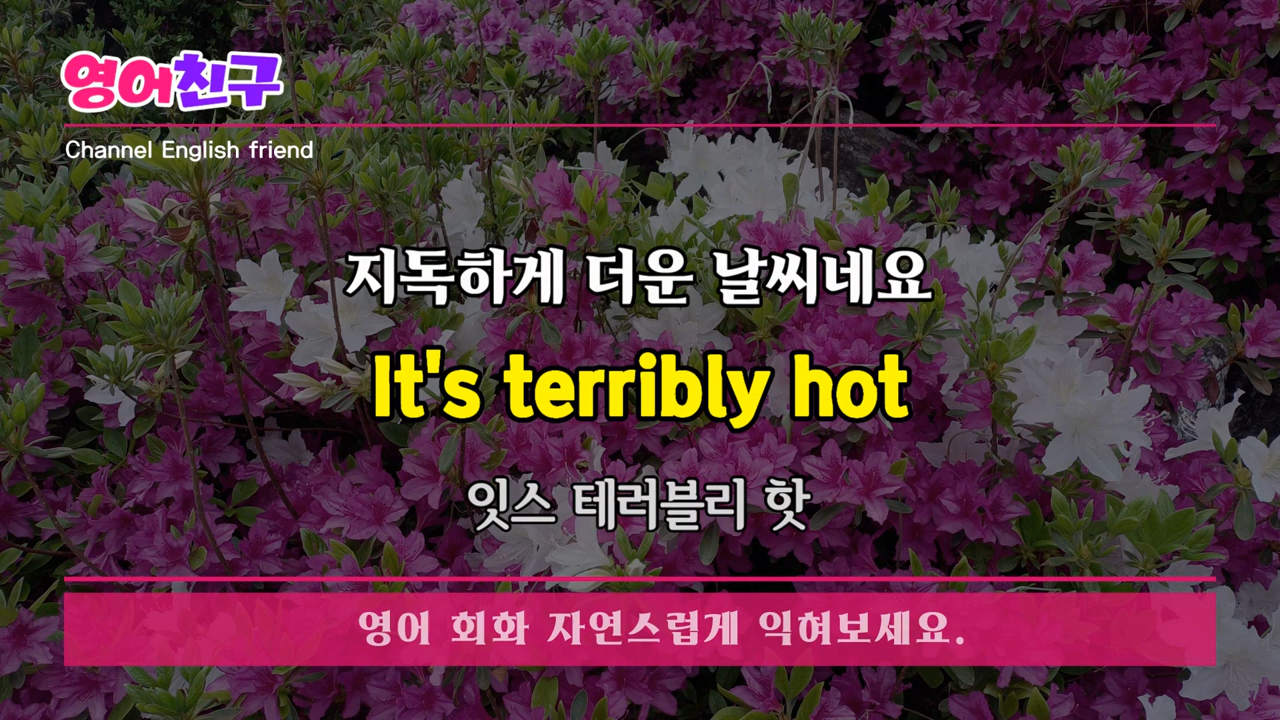 영어친구
Channel English friend
지독하게 더운 날씨네요
It's terribly hot
잇스 테러블리 핫
영어 회화 자연스럽게 익혀보세요.